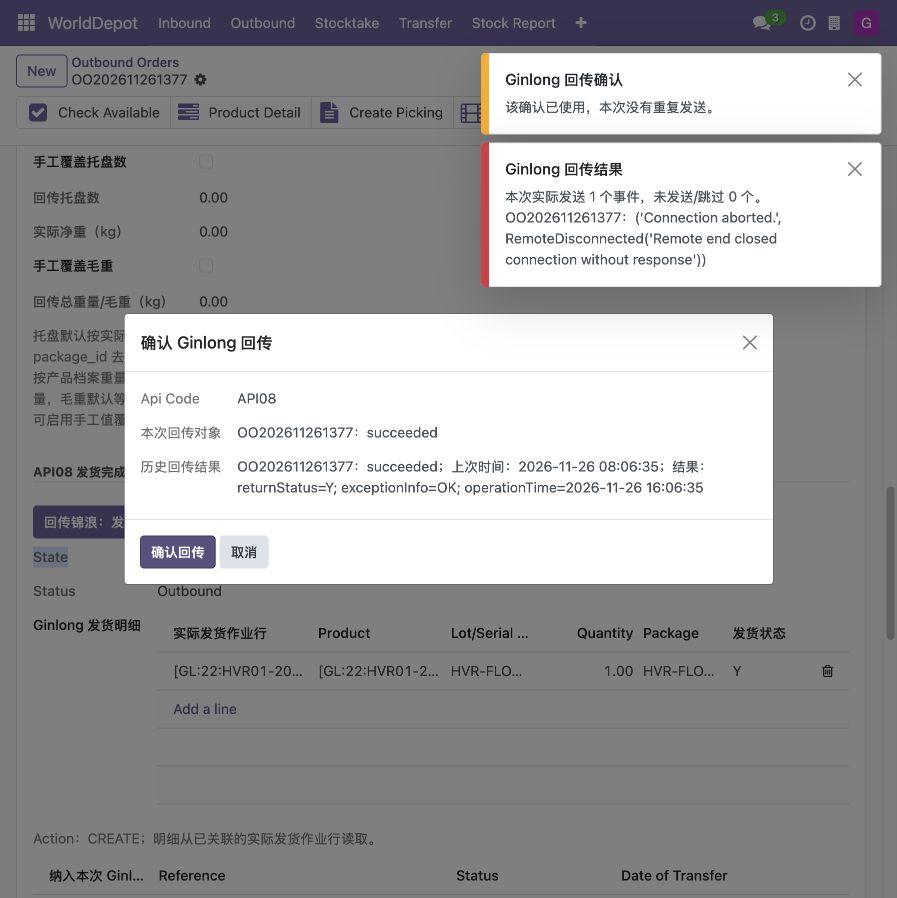 WorldDepot Inbound Outbound Stocktake Transfer Stock Report + 3 G
New Outbound Orders
OO202611261377
Check Available Product Detail Create Picking
Ginlong 回传确认
该确认已使用，本次没有重复发送。
Ginlong 回传结果
本次实际发送 1 个事件，未发送/跳过 0 个。
OO202611261377：('Connection aborted.',
RemoteDisconnected('Remote end closed
connection without response'))
手工覆盖托盘数
回传托盘数 0.00
实际净重（kg） 0.00
手工覆盖毛重
回传总重量/毛重（kg） 0.00
托盘默认按实际
package_id 去
按产品档案重量
量，毛重默认等
可启用手工值覆
确认 Ginlong 回传
Api Code API08
本次回传对象 OO202611261377：succeeded
历史回传结果 OO202611261377：succeeded；上次时间：2026-11-26 08:06:35；结果：
returnStatus=Y; exceptionInfo=OK; operationTime=2026-11-26 16:06:35
确认回传 取消
API08 发货完成
回传锦浪：发
State
Status Outbound
Ginlong 发货明细
实际发货作业行 Product Lot/Serial ... Quantity Package 发货状态
[GL:22:HVR01-20... [GL:22:HVR01-2... HVR-FLO... 1.00 HVR-FLO... Y
Add a line
Action：CREATE；明细从已关联的实际发货作业行读取。
纳入本次 Ginl... Reference Status Date of Transfer